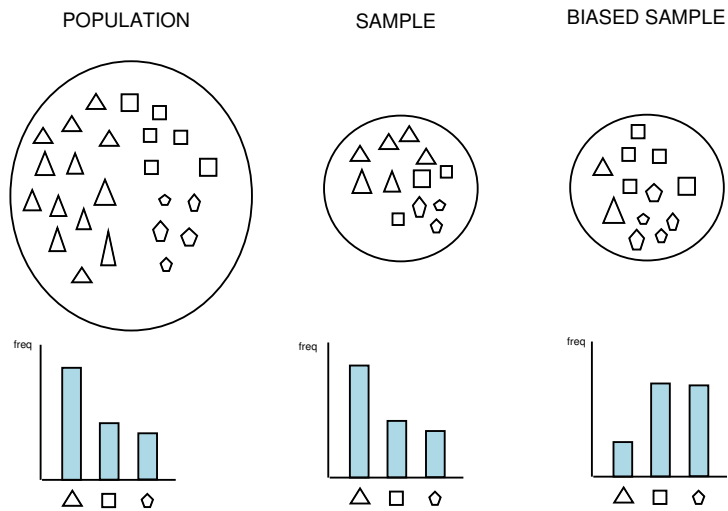 POPULATION
SAMPLE
BIASED SAMPLE
freq
freq
freq